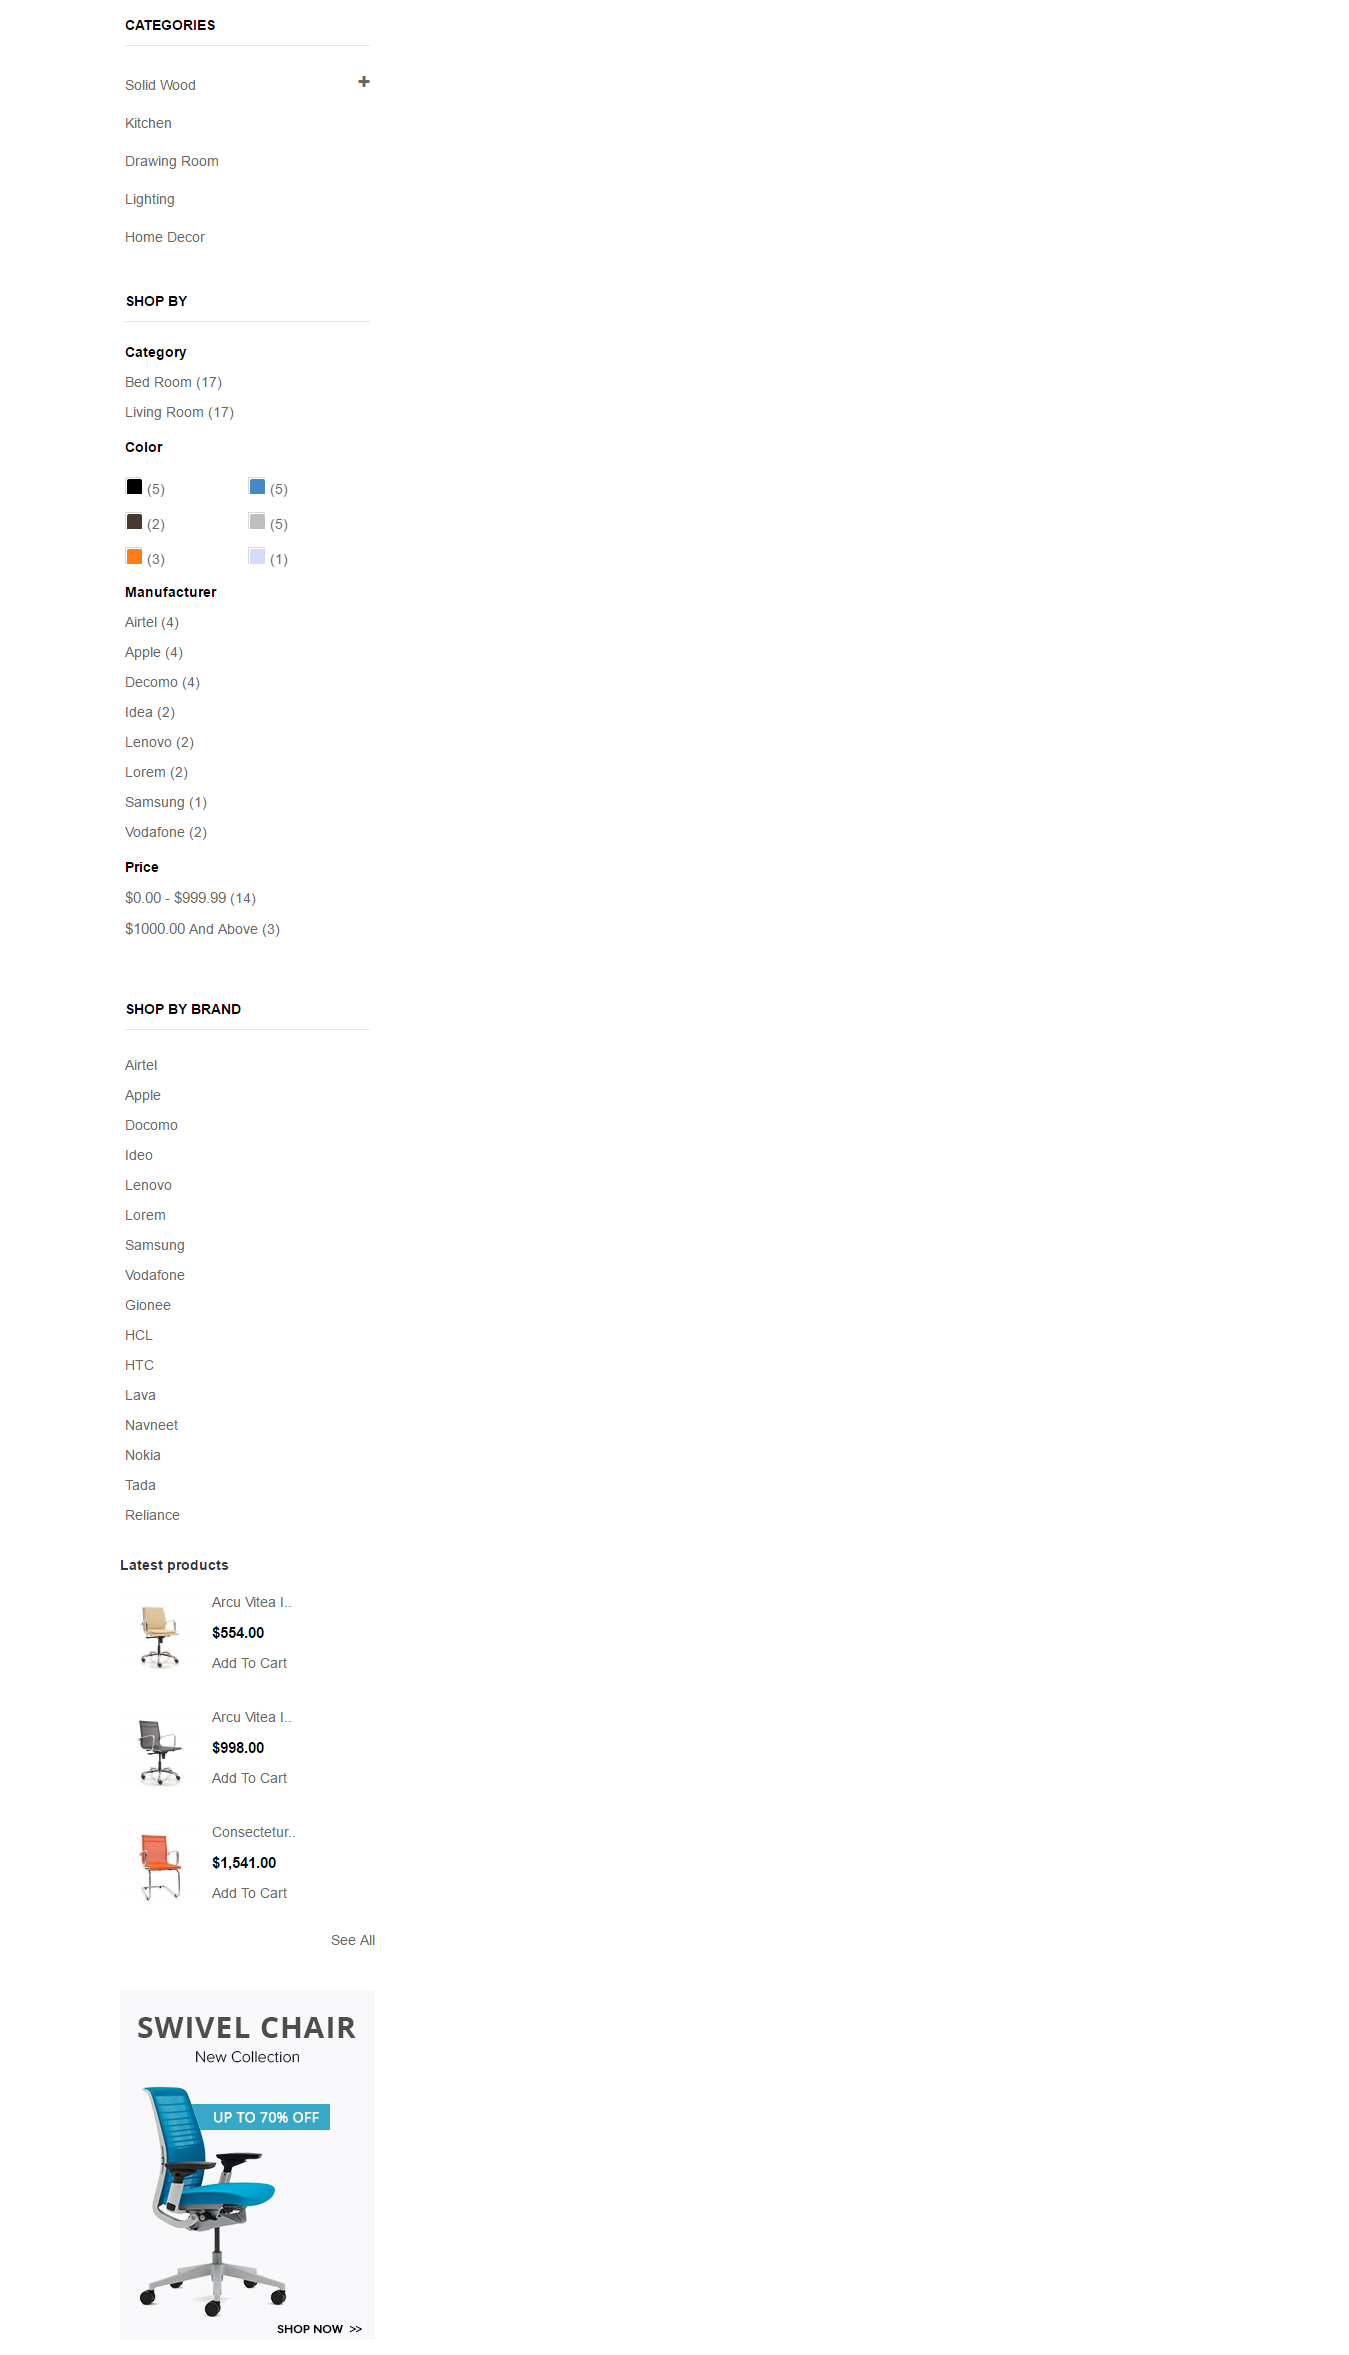 CATEGORIES
Solid Wood
Kitchen
Drawing Room
Lighting
Home Decor
SHOP BY
Category
Bed Room (17)
Living Room (17)
Color
(5) (5)
(2) (5)
(3) (1)
Manufacturer
Airtel (4)
Apple (4)
Decomo (4)
Idea (2)
Lenovo (2)
Lorem (2)
Samsung (1)
Vodafone (2)
Price
$0.00 - $999.99 (14)
$1000.00 And Above (3)
SHOP BY BRAND
Airtel
Apple
Docomo
Ideo
Lenovo
Lorem
Samsung
Vodafone
Gionee
HCL
HTC
Lava
Navneet
Nokia
Tada
Reliance
Latest products
Arcu Vitea I..
$554.00
Add To Cart
Arcu Vitea I..
$998.00
Add To Cart
Consectetur..
$1,541.00
Add To Cart
See All
SWIVEL CHAIR
New Collection
UP TO 70% OFF
SHOP NOW >>